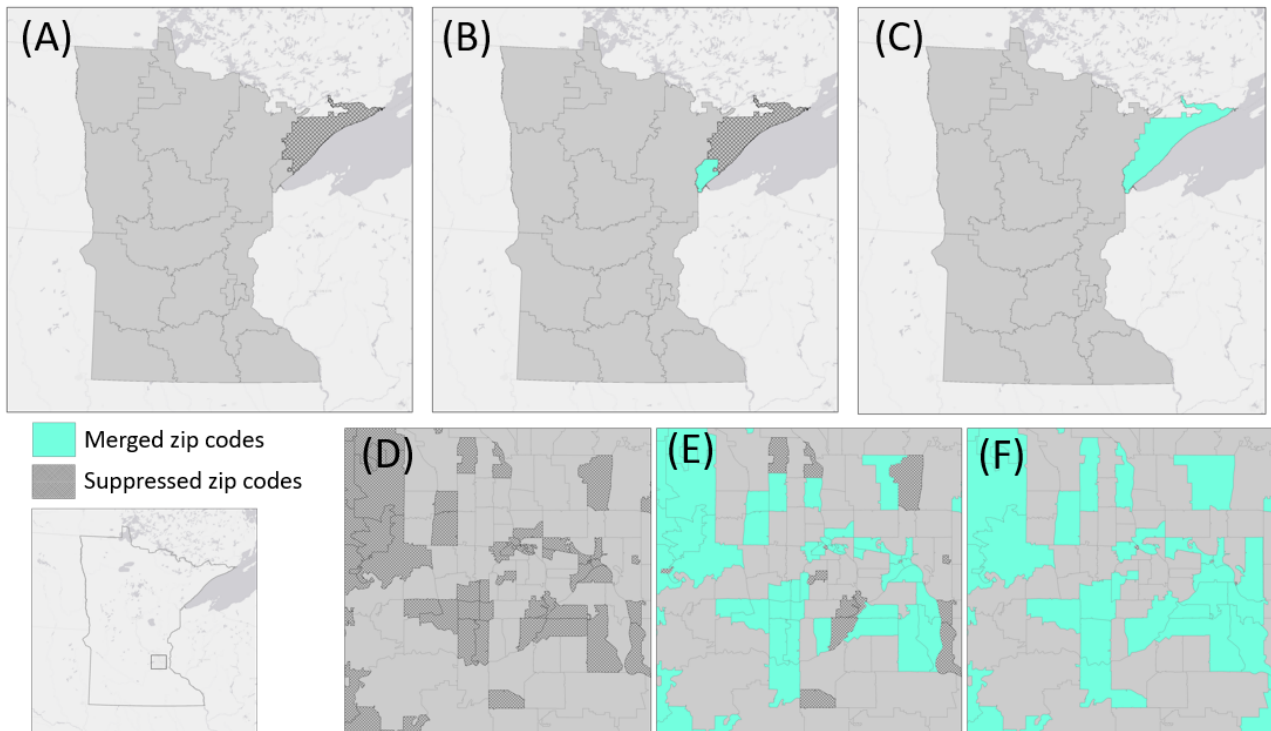 (A)
(B)
(C)
Merged zip codes
Suppressed zip codes
(D)
(E)
(F)